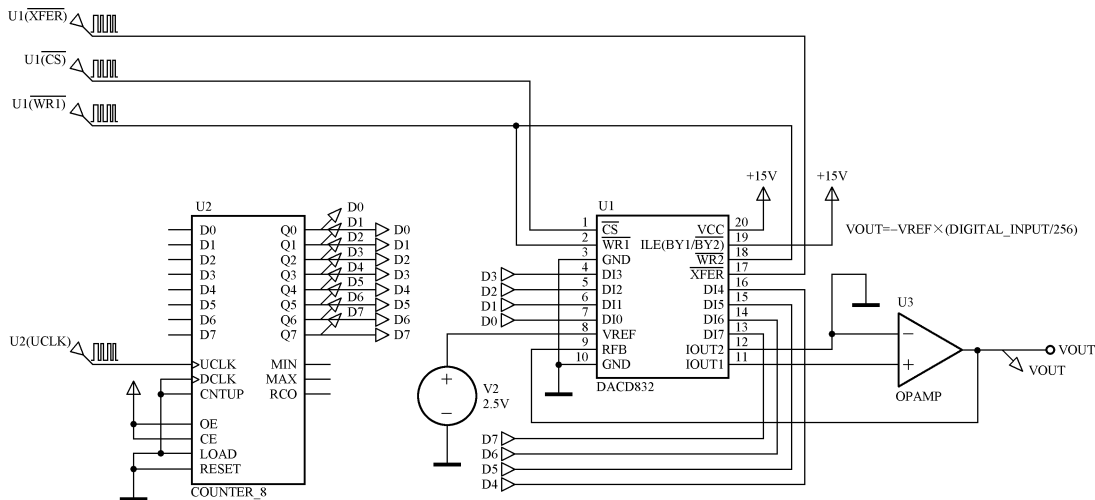 U1(XFER)
U1(CS)
U1(WR1)
+15V
+15V
U2
D0
D1
D2
D3
D4
D5
D6
D7
D0
D1
D2
D3
D4
D5
D6
D7
Q0
Q1
Q2
Q3
Q4
Q5
Q6
Q7
D0
D1
D2
D3
D4
D5
D6
D7
U2(UCLK)
UCLK
DCLK
CNTUP
OE
CE
LOAD
RESET
MIN
MAX
RCO
COUNTER_8
U1
1 CS VCC 20
2 WR1 ILE(BY1/BY2) 19
3 GND WR2 18
D3 4 DI3 XFER 17
D2 5 DI2 DI4 16
D1 6 DI1 DI5 15
D0 7 DI0 DI6 14
8 VREF DI7 13
9 RFB IOUT2 12
10 GND IOUT1 11
DACD832
VOUT=–VREF×(DIGITAL_INPUT/256)
U3
−
+
OPAMP
VOUT
VOUT
+
−
V2
2.5V
D7
D6
D5
D4